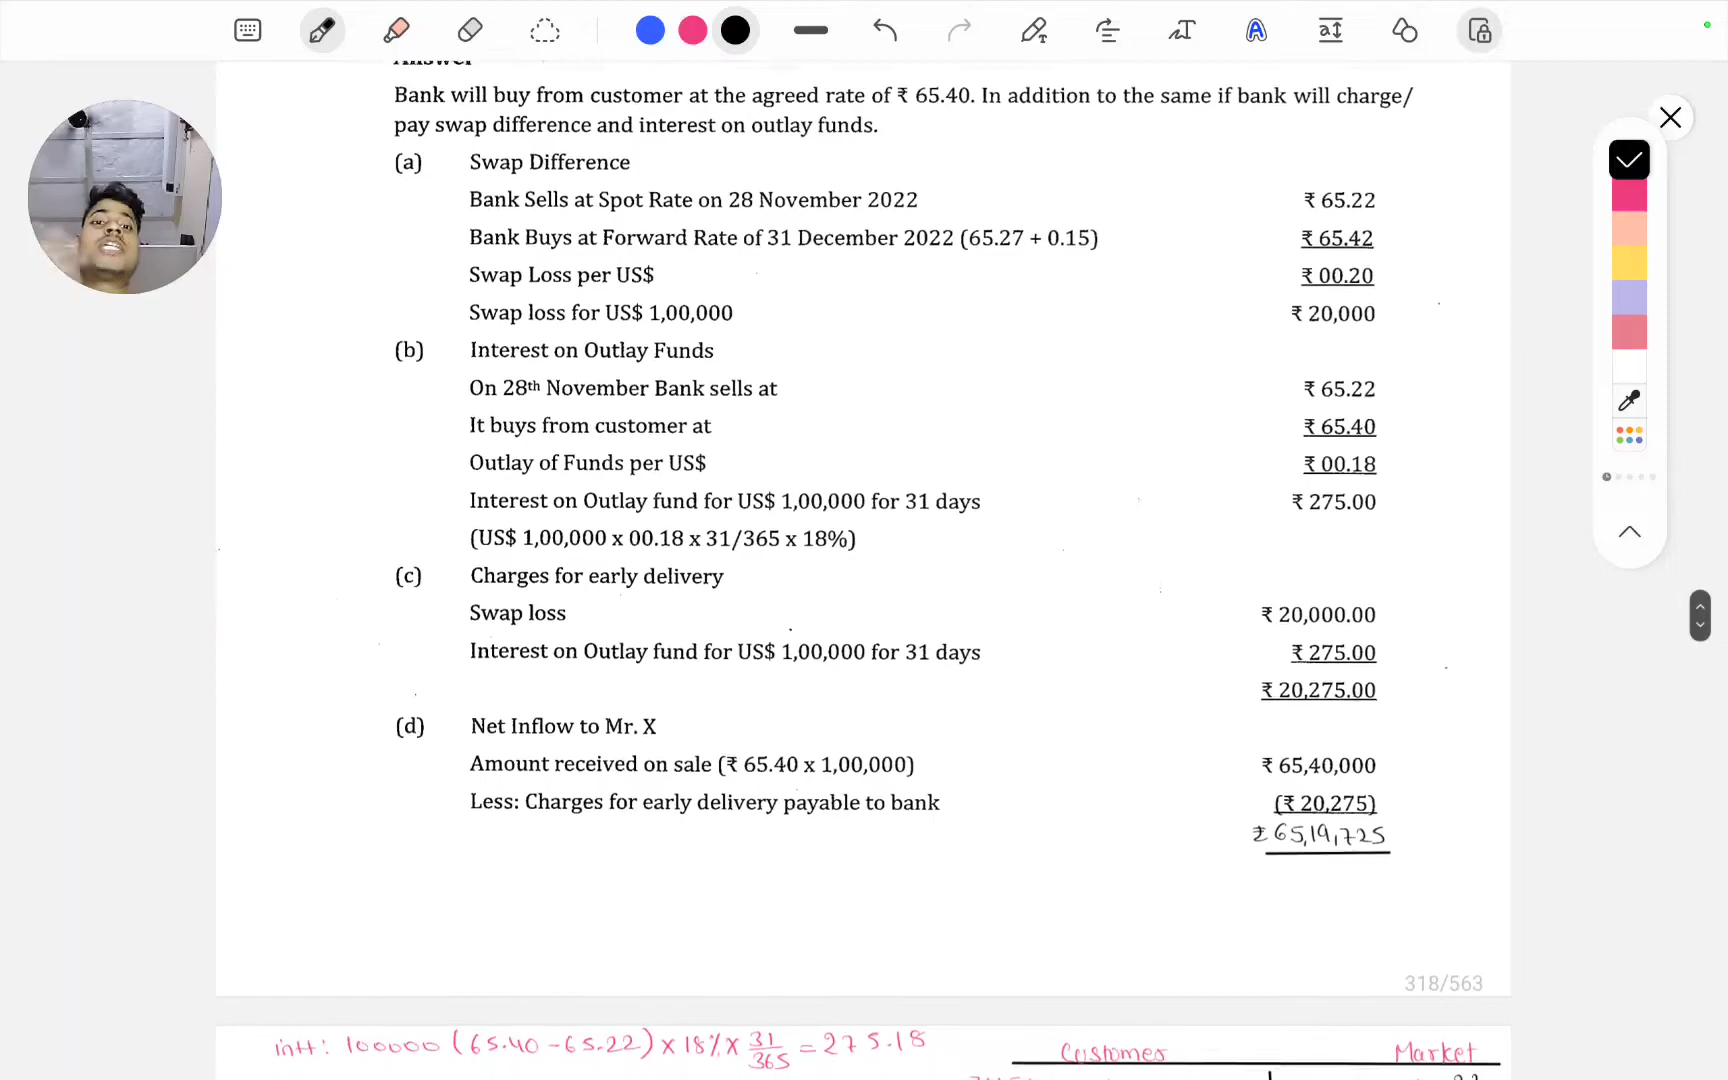 Answer
Bank will buy from customer at the agreed rate of ₹ 65.40. In addition to the same if bank will charge/
pay swap difference and interest on outlay funds.
(a) Swap Difference
Bank Sells at Spot Rate on 28 November 2022 ₹ 65.22
Bank Buys at Forward Rate of 31 December 2022 (65.27 + 0.15) ₹ 65.42
Swap Loss per US$ ₹ 00.20
Swap loss for US$ 1,00,000 ₹ 20,000
(b) Interest on Outlay Funds
On 28th November Bank sells at ₹ 65.22
It buys from customer at ₹ 65.40
Outlay of Funds per US$ ₹ 00.18
Interest on Outlay fund for US$ 1,00,000 for 31 days ₹ 275.00
(US$ 1,00,000 x 00.18 x 31/365 x 18%)
(c) Charges for early delivery
Swap loss ₹ 20,000.00
Interest on Outlay fund for US$ 1,00,000 for 31 days ₹ 275.00
₹ 20,275.00
(d) Net Inflow to Mr. X
Amount received on sale (₹ 65.40 x 1,00,000) ₹ 65,40,000
Less: Charges for early delivery payable to bank (₹ 20,275)
₹ 65,19,725
318/563
intt: 100000 (65.40 - 65.22) x 18% x 31/365 = 275.18
Customer Market